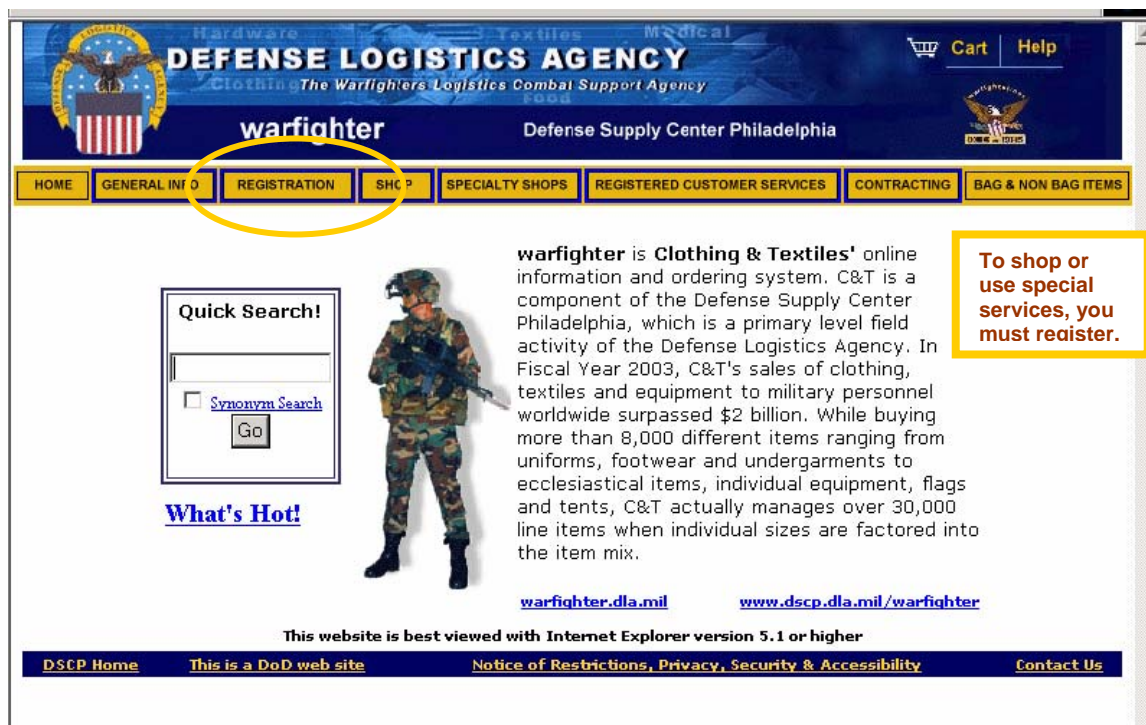 Hardware Textiles Medical
DEFENSE LOGISTICS AGENCY
Clothing The Warfighters Logistics Combat Support Agency
Food
Cart Help
warfighter Defense Supply Center Philadelphia
HOME GENERAL INFO REGISTRATION SHOP SPECIALTY SHOPS REGISTERED CUSTOMER SERVICES CONTRACTING BAG & NON BAG ITEMS
Quick Search!
Synonym Search
Go
What's Hot!
warfighter is Clothing & Textiles' online
information and ordering system. C&T is a
component of the Defense Supply Center
Philadelphia, which is a primary level field
activity of the Defense Logistics Agency. In
Fiscal Year 2003, C&T's sales of clothing,
textiles and equipment to military personnel
worldwide surpassed $2 billion. While buying
more than 8,000 different items ranging from
uniforms, footwear and undergarments to
ecclesiastical items, individual equipment, flags
and tents, C&T actually manages over 30,000
line items when individual sizes are factored into
the item mix.
To shop or
use special
services, you
must register.
warfighter.dla.mil www.dscp.dla.mil/warfighter
This website is best viewed with Internet Explorer version 5.1 or higher
DSCP Home This is a DoD web site Notice of Restrictions, Privacy, Security & Accessibility Contact Us